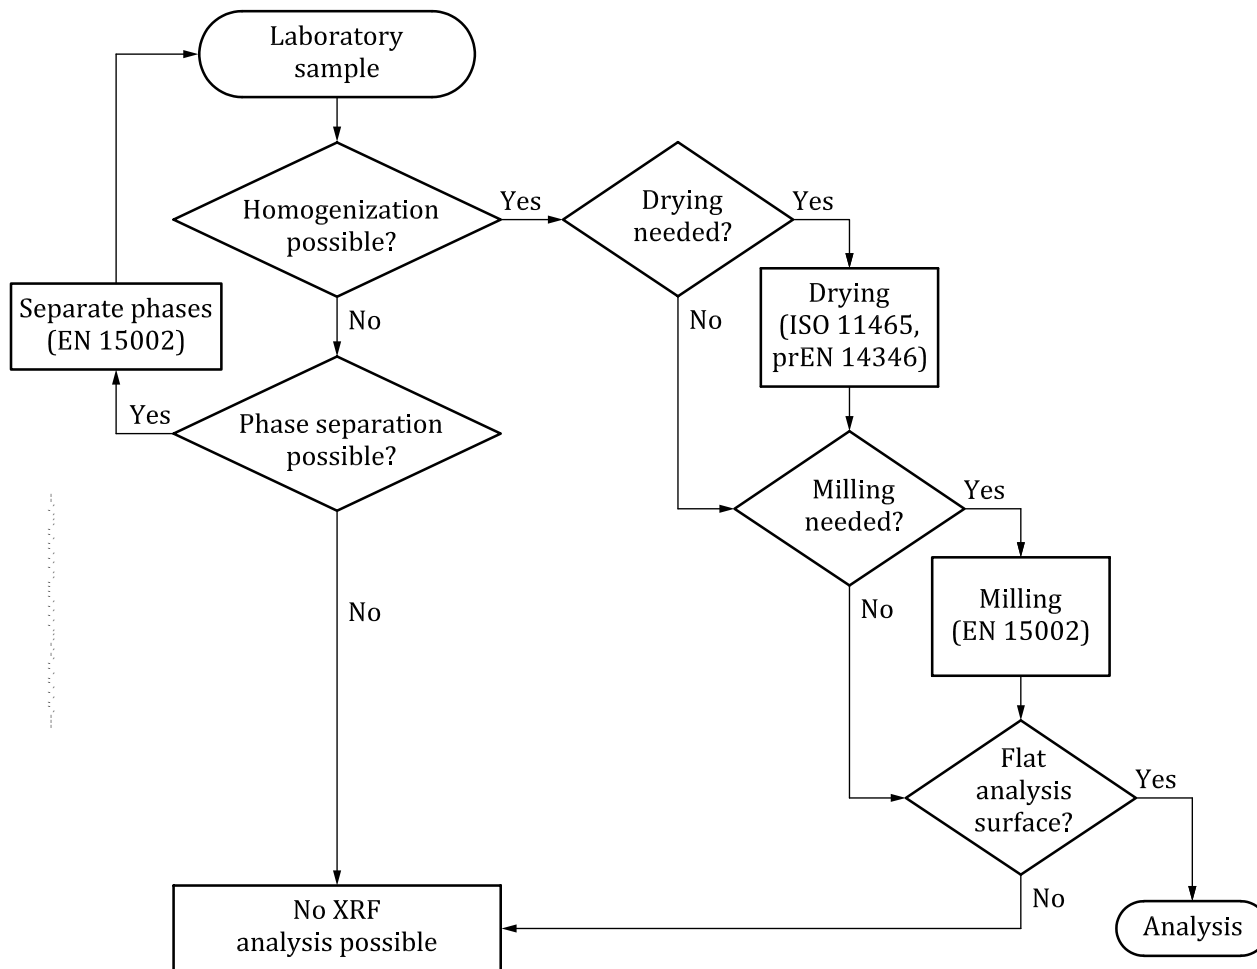 Laboratory
sample
Homogenization
possible?
Yes
Drying
needed?
Yes
No
No
Separate phases
(EN 15002)
Drying
(ISO 11465,
prEN 14346)
Yes
Phase separation
possible?
Milling
needed?
Yes
No
No
Milling
(EN 15002)
Flat
analysis
surface?
Yes
No
No XRF
analysis possible
Analysis